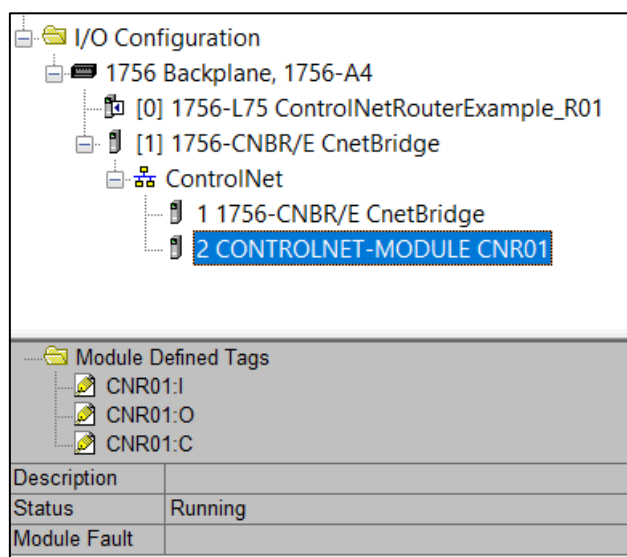 I/O Configuration
1756 Backplane, 1756-A4
[0] 1756-L75 ControlNetRouterExample_R01
[1] 1756-CNBR/E CnetBridge
ControlNet
1 1756-CNBR/E CnetBridge
2 CONTROLNET-MODULE CNR01
Module Defined Tags
CNR01:I
CNR01:O
CNR01:C
Description
Status Running
Module Fault